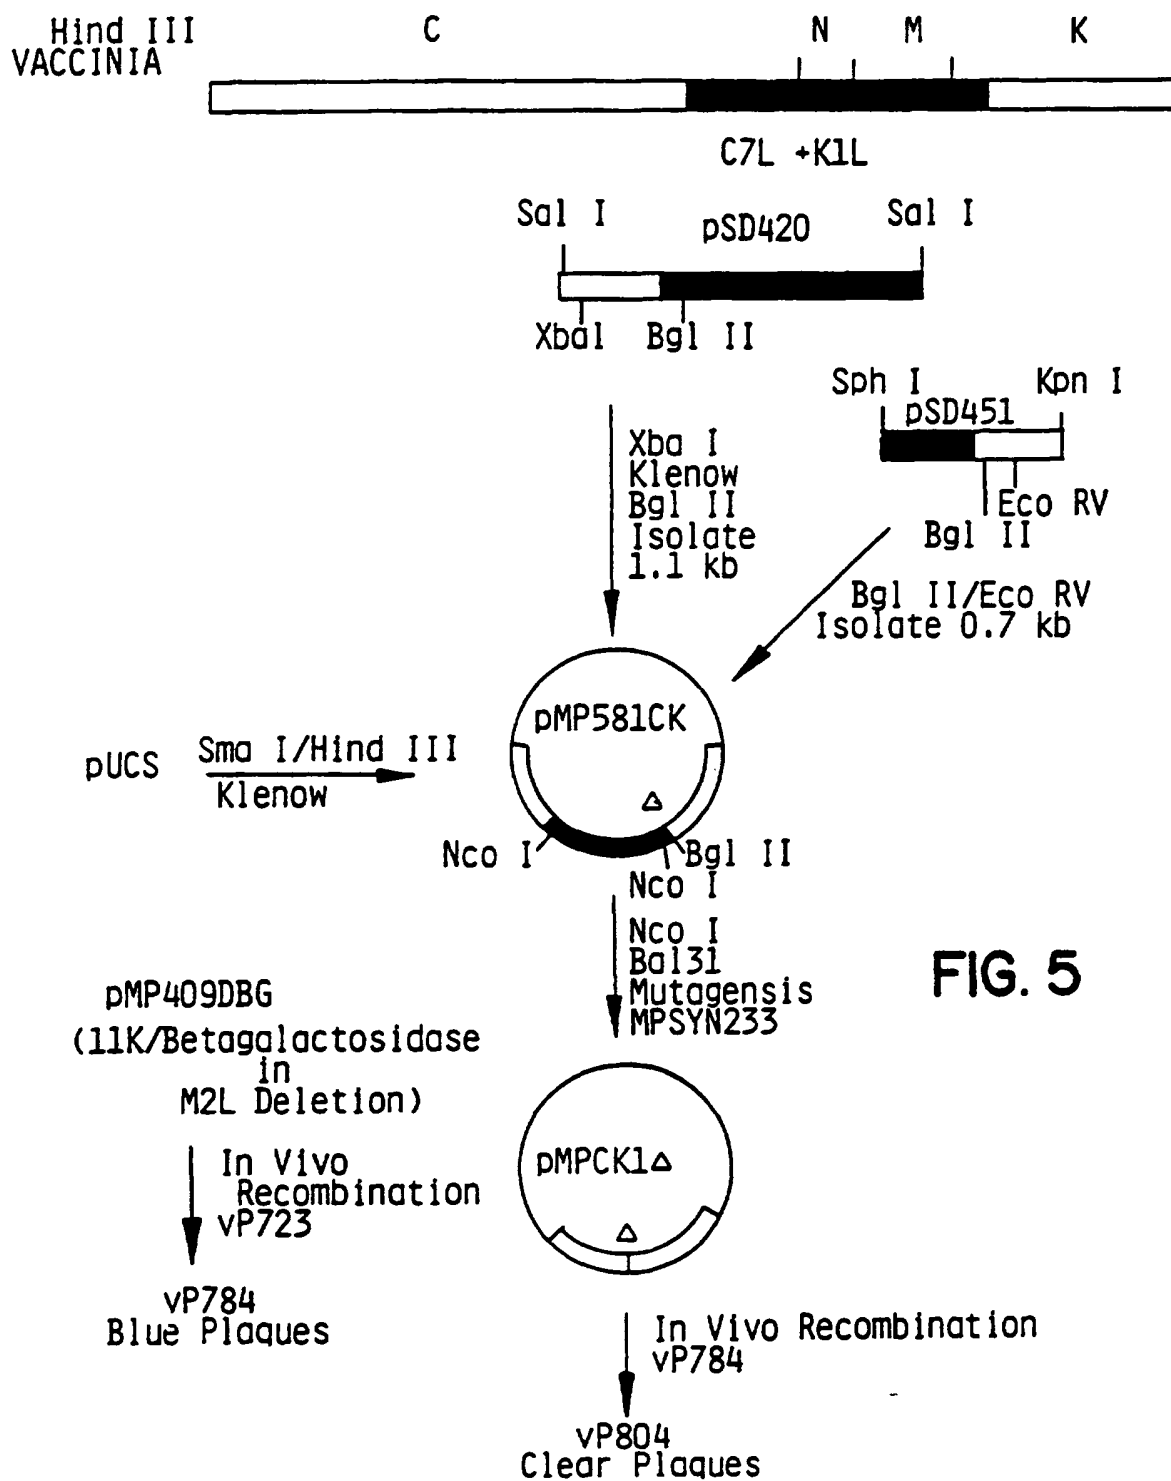 Hind III C N M K
VACCINIA
C7L +K1L
Sal I pSD420 Sal I
XbaI Bgl II
Sph I Kpn I
pSD451
Eco RV
Bgl II
Xba I
Klenow
Bgl II
Isolate
1.1 kb
Bgl II/Eco RV
Isolate 0.7 kb
pMP581CK
pUCS Sma I/Hind III
Klenow
Δ
Nco I Bgl II
Nco I
Nco I
Bal31
Mutagensis
MPSYN233
FIG. 5
pMP409DBG
(11K/Betagalactosidase
in
M2L Deletion)
In Vivo
Recombination
vP723
vP784
Blue Plaques
pMPCK1Δ
Δ
In Vivo Recombination
vP784
vP804
Clear Plaques